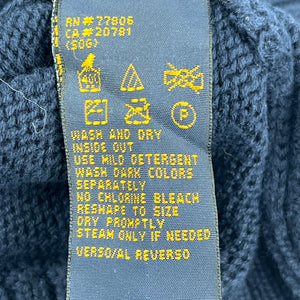 RN#77806
CA#20781
(SOG)
40C
P
WASH AND DRY
INSIDE OUT
USE MILD DETERGENT
WASH DARK COLORS
SEPARATELY
NO CHLORINE BLEACH
RESHAPE TO SIZE
DRY PROMPTLY
STEAM ONLY IF NEEDED
VERSO/AL REVERSO